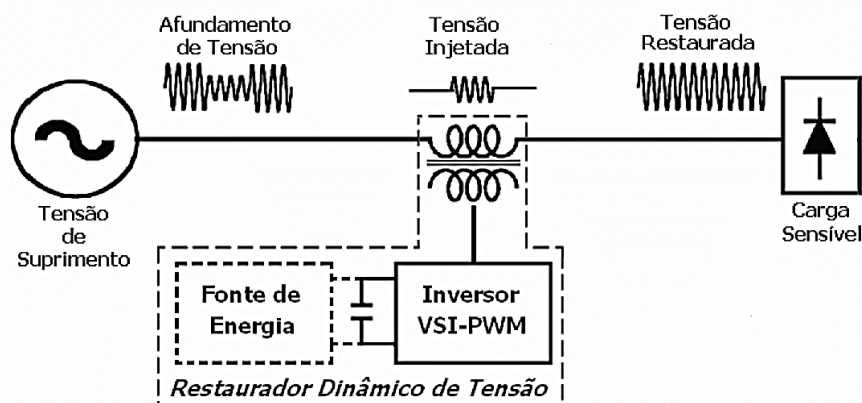 Afundamento
de Tensão
Tensão
Injetada
Tensão
Restaurada
Tensão
de
Suprimento
Carga
Sensível
Fonte de
Energia
Inversor
VSI-PWM
Restaurador Dinâmico de Tensão